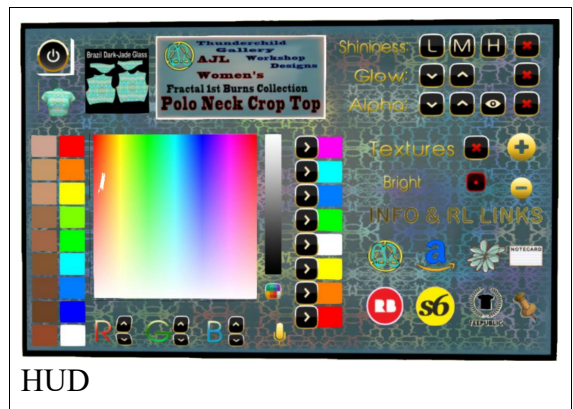 Brazil Dark-Jade Glass
Thunderchild
Gallery
AJL Workshop
Designs
Women's
Fractal 1st Burns Collection
Polo Neck Crop Top
Shininess: L M H
Glow:
Alpha:
Textures
Bright
INFO & RL LINKS
a
NOTECARD
RB
s6
R G B
HUD